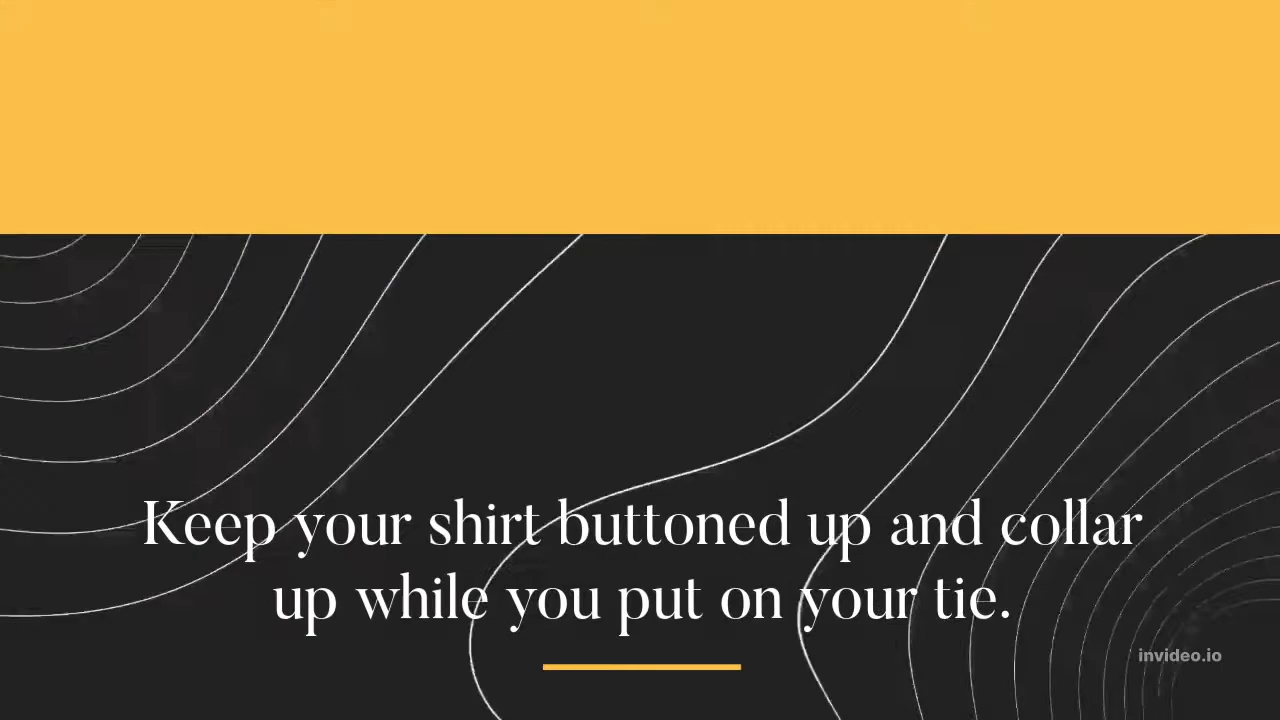 Keep your shirt buttoned up and collar
up while you put on your tie.
invideo.io